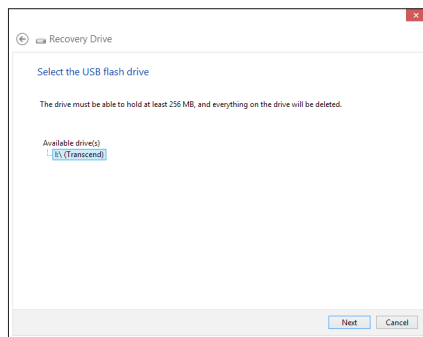 Recovery Drive
Select the USB flash drive
The drive must be able to hold at least 256 MB, and everything on the drive will be deleted.
Available drive(s)
I:\ (Transcend)
Next
Cancel